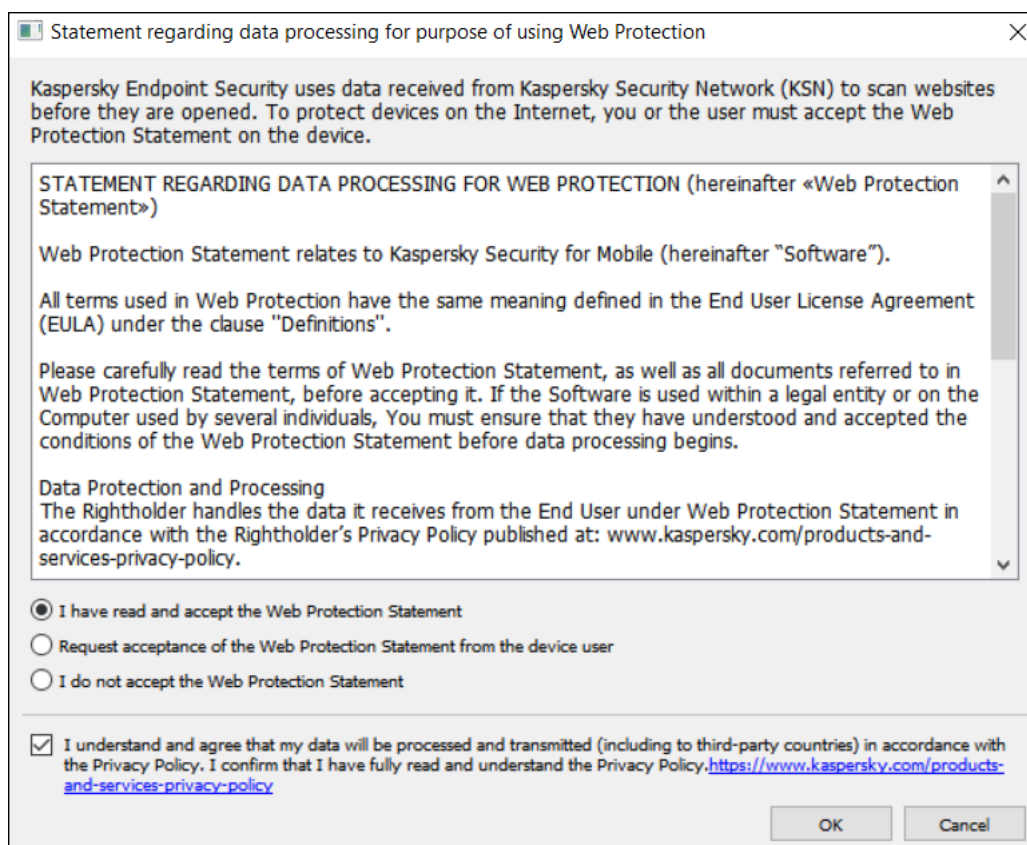 Statement regarding data processing for purpose of using Web Protection
Kaspersky Endpoint Security uses data received from Kaspersky Security Network (KSN) to scan websites
before they are opened. To protect devices on the Internet, you or the user must accept the Web
Protection Statement on the device.
STATEMENT REGARDING DATA PROCESSING FOR WEB PROTECTION (hereinafter «Web Protection
Statement»)
Web Protection Statement relates to Kaspersky Security for Mobile (hereinafter “Software”).
All terms used in Web Protection have the same meaning defined in the End User License Agreement
(EULA) under the clause "Definitions".
Please carefully read the terms of Web Protection Statement, as well as all documents referred to in
Web Protection Statement, before accepting it. If the Software is used within a legal entity or on the
Computer used by several individuals, You must ensure that they have understood and accepted the
conditions of the Web Protection Statement before data processing begins.
Data Protection and Processing
The Rightholder handles the data it receives from the End User under Web Protection Statement in
accordance with the Rightholder’s Privacy Policy published at: www.kaspersky.com/products-and-
services-privacy-policy.
I have read and accept the Web Protection Statement
Request acceptance of the Web Protection Statement from the device user
I do not accept the Web Protection Statement
I understand and agree that my data will be processed and transmitted (including to third-party countries) in accordance with
the Privacy Policy. I confirm that I have fully read and understand the Privacy Policy.https://www.kaspersky.com/products-
and-services-privacy-policy
OK
Cancel